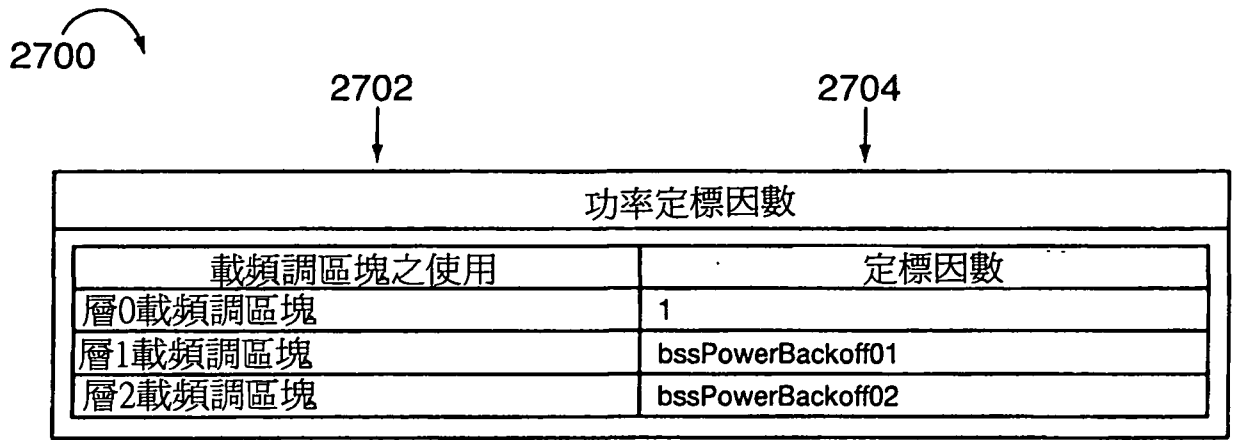 2700
2702 2704
功率定標因數
載頻調區塊之使用 定標因數
層0載頻調區塊 1
層1載頻調區塊 bssPowerBackoff01
層2載頻調區塊 bssPowerBackoff02